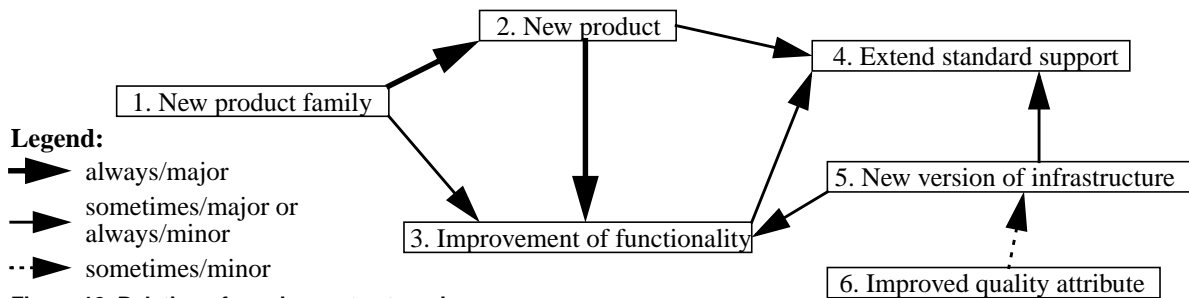 2. New product
4. Extend standard support
1. New product family
Legend:
always/major
sometimes/major or
always/minor
sometimes/minor
5. New version of infrastructure
3. Improvement of functionality
6. Improved quality attribute